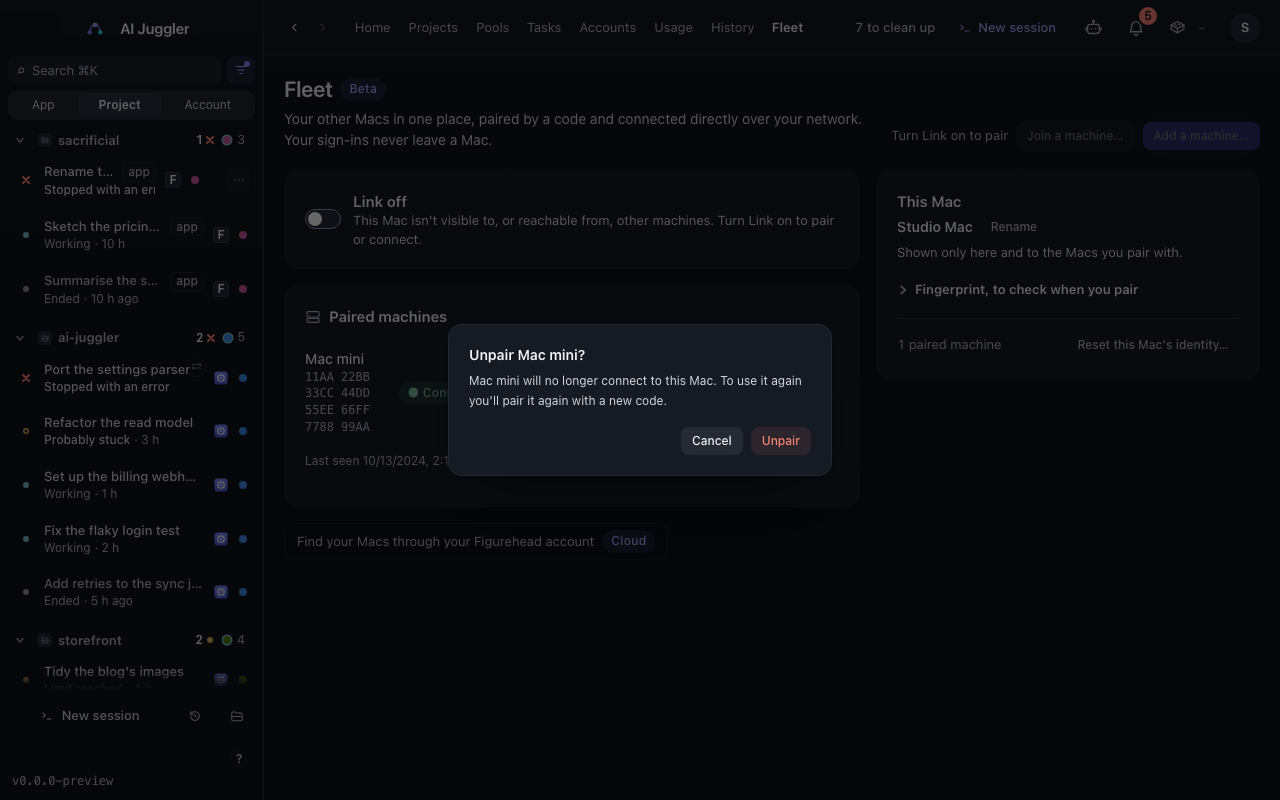 AI Juggler
Search ⌘K
App Project Account
sacrificial 1 3
Rename t... app F
Stopped with an err
Sketch the pricin... app F
Working · 10 h
Summarise the s... app F
Ended · 10 h ago
ai-juggler 2 5
Port the settings parser
Stopped with an error
Refactor the read model
Probably stuck · 3 h
Set up the billing webh...
Working · 1 h
Fix the flaky login test
Working · 2 h
Add retries to the sync j...
Ended · 5 h ago
storefront 2 4
Tidy the blog's images
New session
?
v0.0.0-preview
Home Projects Pools Tasks Accounts Usage History Fleet 7 to clean up New session 5 S
Fleet Beta
Your other Macs in one place, paired by a code and connected directly over your network.
Your sign-ins never leave a Mac.
Turn Link on to pair Join a machine... Add a machine...
Link off
This Mac isn't visible to, or reachable from, other machines. Turn Link on to pair
or connect.
Paired machines
Mac mini
11AA 22BB
33CC 44DD
55EE 66FF
7788 99AA
Last seen 10/13/2024,
Find your Macs through your Figurehead account Cloud
This Mac
Studio Mac Rename
Shown only here and to the Macs you pair with.
Fingerprint, to check when you pair
1 paired machine Reset this Mac's identity...
Unpair Mac mini?
Mac mini will no longer connect to this Mac. To use it again
you'll pair it again with a new code.
Cancel Unpair